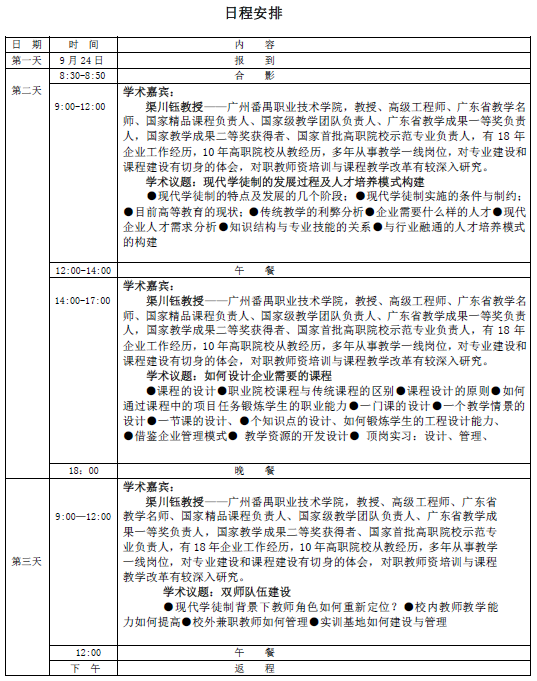 日程安排
日 期 时 间 内 容
第一天 9月24日 报 到
第二天 8:30-8:50 合 影
9:00-12:00 学术嘉宾：
渠川钰教授——广州番禺职业技术学院，教授、高级工程师、广东省教学名
师、国家精品课程负责人、国家级教学团队负责人、广东省教学成果一等奖负责
人，国家教学成果二等奖获得者、国家首批高职院校示范专业负责人，有18年
企业工作经历，10年高职院校从教经历，多年从事教学一线岗位，对专业建设和
课程建设有切身的体会，对职教师资培训与课程教学改革有较深入研究。
学术议题：现代学徒制的发展过程及人才培养模式构建
●现代学徒制的特点及发展的几个阶段；●现代学徒制实施的条件与制约；
●目前高等教育的现状；●传统教学的利弊分析●企业需要什么样的人才●现代
企业人才需求分析●知识结构与专业技能的关系●与行业融通的人才培养模式
的构建
12:00-14:00 午 餐
14:00-17:00 学术嘉宾：
渠川钰教授——广州番禺职业技术学院，教授、高级工程师、广东省教学名
师、国家精品课程负责人、国家级教学团队负责人、广东省教学成果一等奖负责
人，国家教学成果二等奖获得者、国家首批高职院校示范专业负责人，有18年
企业工作经历，10年高职院校从教经历，多年从事教学一线岗位，对专业建设和
课程建设有切身的体会，对职教师资培训与课程教学改革有较深入研究。
学术议题：如何设计企业需要的课程
●课程的设计●职业院校课程与传统课程的区别●课程设计的原则●如何
通过课程中的项目任务锻炼学生的职业能力●一门课的设计●一个教学情景的
设计●一节课的设计、●个知识点的设计、如何锻炼学生的工程设计能力、
●借鉴企业管理模式● 教学资源的开发设计● 顶岗实习：设计、管理、
18：00 晚 餐
第三天 9:00—12:00 学术嘉宾：
渠川钰教授——广州番禺职业技术学院，教授、高级工程师、广东省
教学名师、国家精品课程负责人、国家级教学团队负责人、广东省教学成
果一等奖负责人，国家教学成果二等奖获得者、国家首批高职院校示范专
业负责人，有18年企业工作经历，10年高职院校从教经历，多年从事教学
一线岗位，对专业建设和课程建设有切身的体会，对职教师资培训与课程
教学改革有较深入研究。
学术议题：双师队伍建设
●现代学徒制背景下教师角色如何重新定位？●校内教师教学能
力如何提高●校外兼职教师如何管理●实训基地如何建设与管理
12:00 午 餐
下 午 返 程